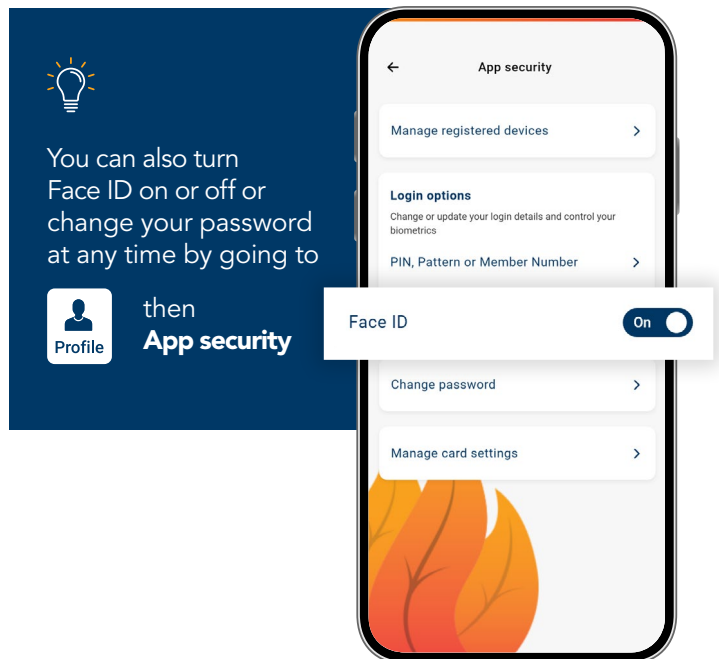 You can also turn
Face ID on or off or
change your password
at any time by going to
Profile
then
App security
App security
Manage registered devices
Login options
Change or update your login details and control your
biometrics
PIN, Pattern or Member Number
Face ID
On
Change password
Manage card settings